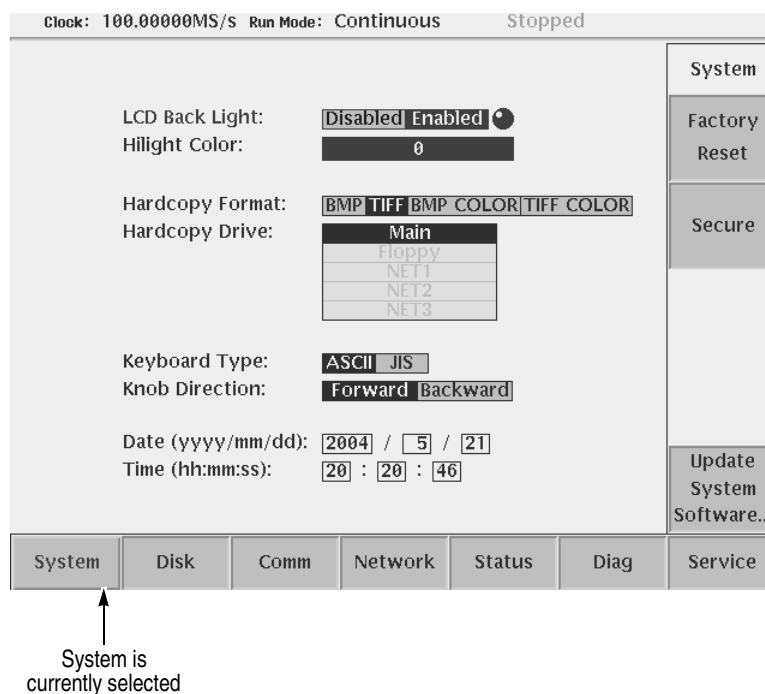 Clock: 100.00000MS/s Run Mode: Continuous Stopped
System
LCD Back Light: Disabled Enabled
Hilight Color: 0
Factory
Reset
Hardcopy Format: BMP TIFF BMP COLOR TIFF COLOR
Hardcopy Drive: Main
Floppy
NET1
NET2
NET3
Secure
Keyboard Type: ASCII JIS
Knob Direction: Forward Backward
Date (yyyy/mm/dd): 2004 / 5 / 21
Time (hh:mm:ss): 20 : 20 : 46
Update
System
Software..
System Disk Comm Network Status Diag Service
System is
currently selected